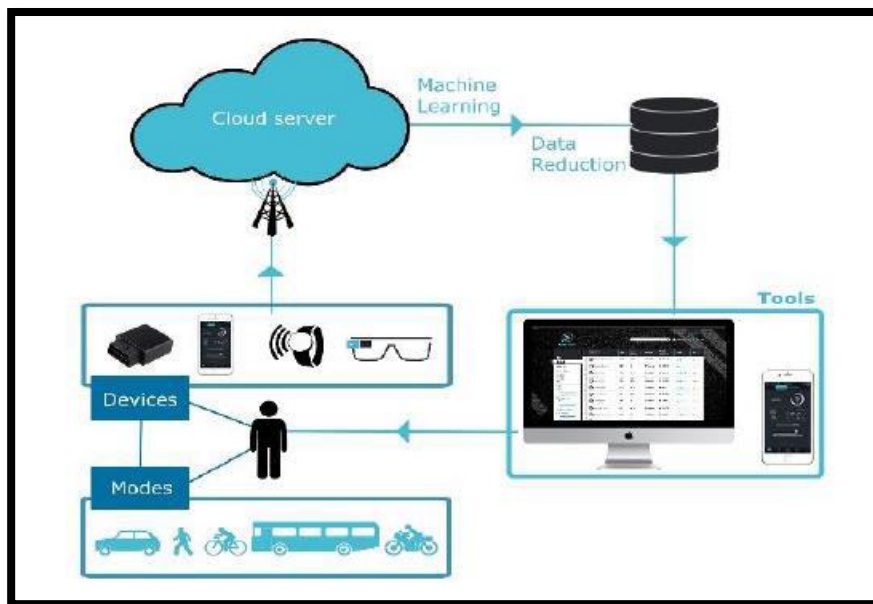 Cloud server
Machine
Learning
Data
Reduction
Tools
Devices
Modes